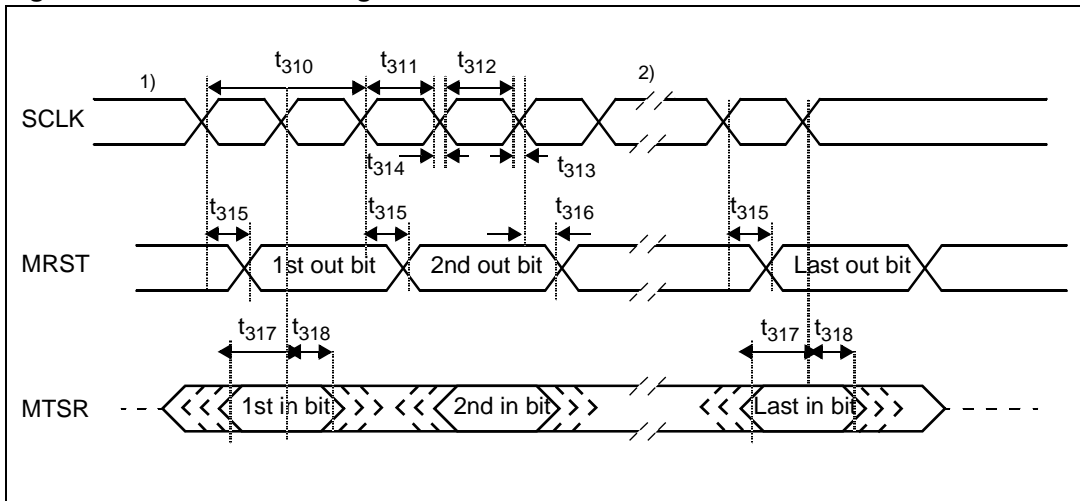 1)
t310
t311
t312
2)
SCLK
t314
t313
t315
t315
t316
t315
MRST
1st out bit
2nd out bit
Last out bit
t317
t318
t317
t318
MTSR
1st in bit
2nd in bit
Last in bit